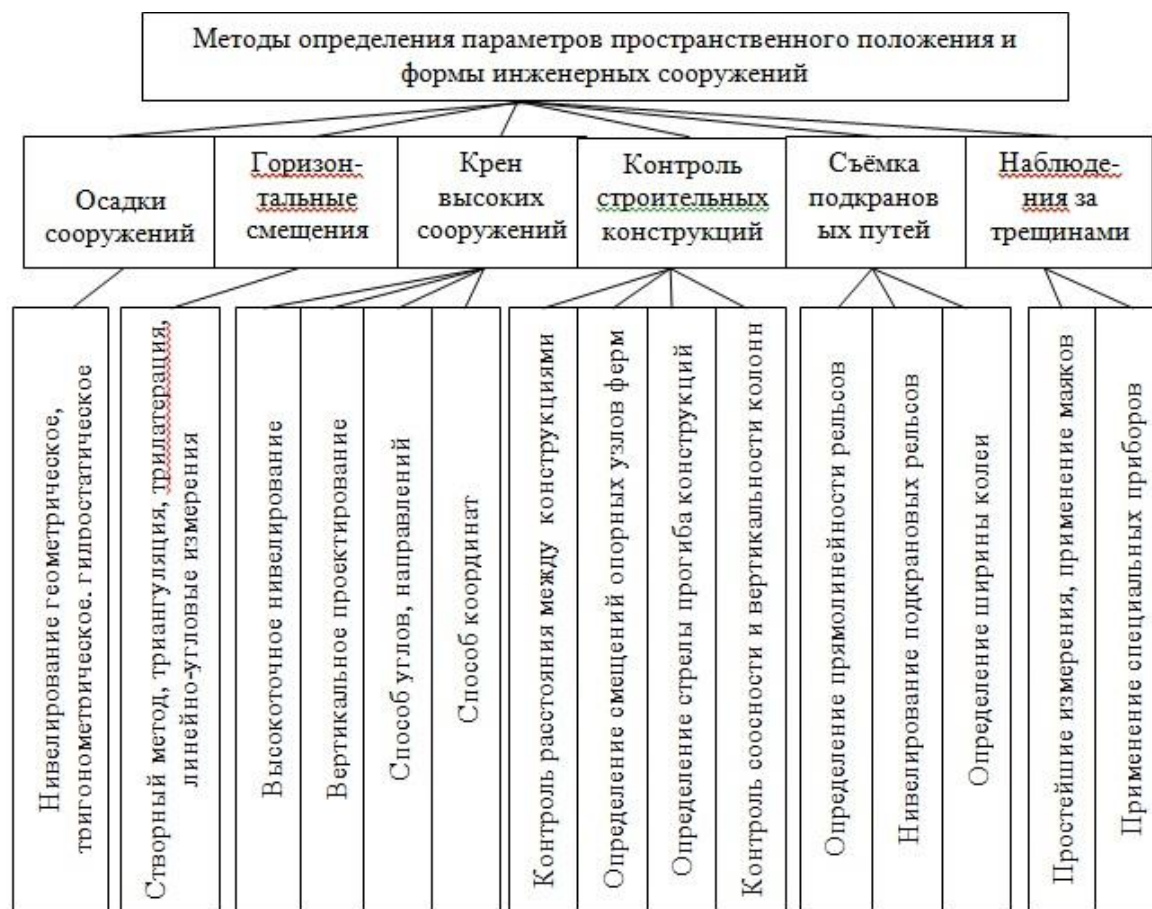 Методы определения параметров пространственного положения и
формы инженерных сооружений
Осадки
сооружений
Горизон-
тальные
смещения
Крен
высоких
сооружений
Контроль
строительных
конструкций
Съёмка
подкранов
ых путей
Наблюде-
ния за
трещинами
Нивелирование геометрическое,
тригонометрическое. гидростатическое
Створный метод, триангуляция, трилатерация,
линейно-угловые измерения
Высокоточное нивелирование
Вертикальное проектирование
Способ углов, направлений
Способ координат
Контроль расстояния между конструкциями
Определение смещений опорных узлов ферм
Определение стрелы прогиба конструкций
Контроль соосности и вертикальности колонн
Определение прямолинейности рельсов
Нивелирование подкрановых рельсов
Определение ширины колеи
Простейшие измерения, применение маяков
Применение специальных приборов